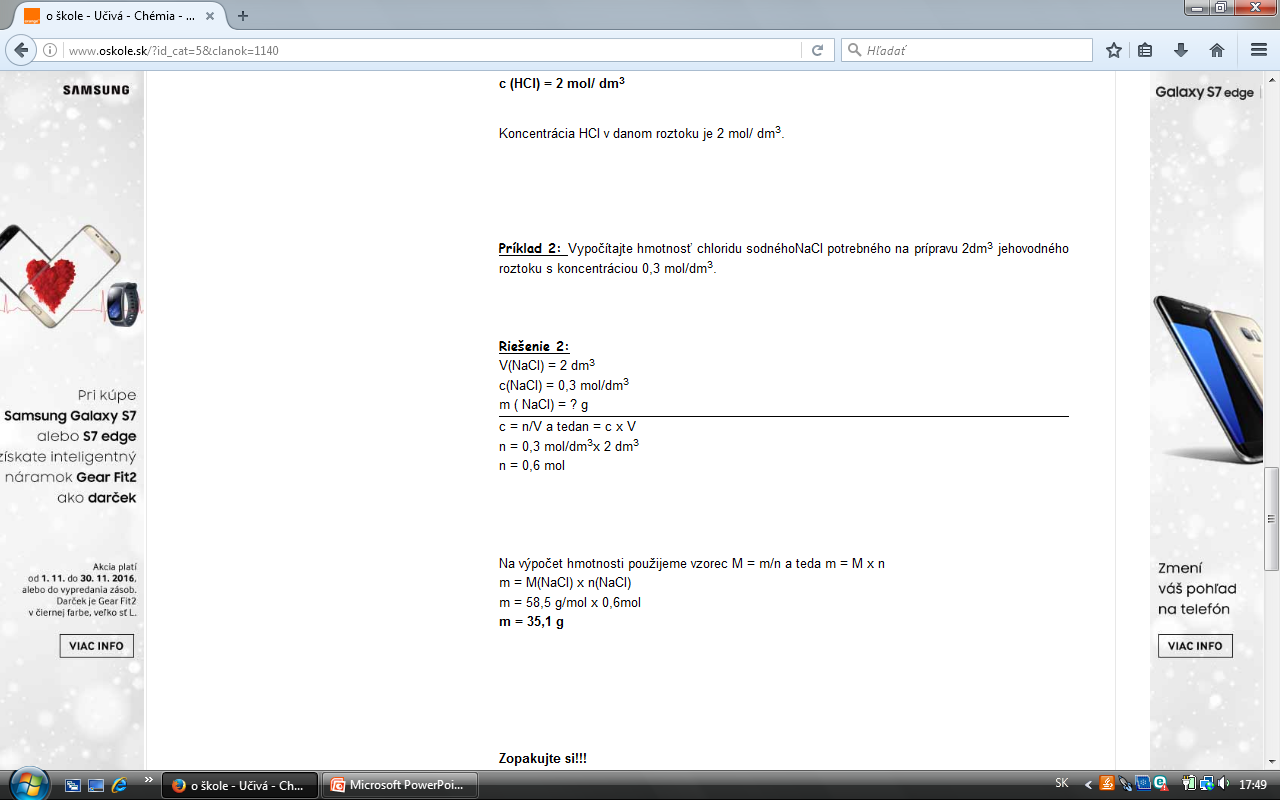 o škole - Učivá - Chémia - ...
www.oskole.sk/?id_cat=5&clanok=1140
Hľadať
SAMSUNG
Pri kúpe
Samsung Galaxy S7
alebo S7 edge
získate inteligentný
náramok Gear Fit2
ako darček
Akcia platí
od 1. 11. do 30. 11. 2016,
alebo do vypredania zásob.
Darček je Gear Fit2
v čiernej farbe, veľko sť L.
VIAC INFO
c (HCl) = 2 mol/ dm³
Koncentrácia HCl v danom roztoku je 2 mol/ dm³.
Príklad 2: Vypočítajte hmotnosť chloridu sodnéhoNaCl potrebného na prípravu 2dm³ jehovodného
roztoku s koncentráciou 0,3 mol/dm³.
Riešenie 2:
V(NaCl) = 2 dm³
c(NaCl) = 0,3 mol/dm³
m ( NaCl) = ? g
c = n/V a tedan = c x V
n = 0,3 mol/dm³x 2 dm³
n = 0,6 mol
Na výpočet hmotnosti použijeme vzorec M = m/n a teda m = M x n
m = M(NaCl) x n(NaCl)
m = 58,5 g/mol x 0,6mol
m = 35,1 g
Zopakujte si!!!
Galaxy S7 edge
Zmení
váš pohľad
na telefón
VIAC INFO
o škole - Učivá - Ch...
Microsoft PowerPoi...
SK
17:49